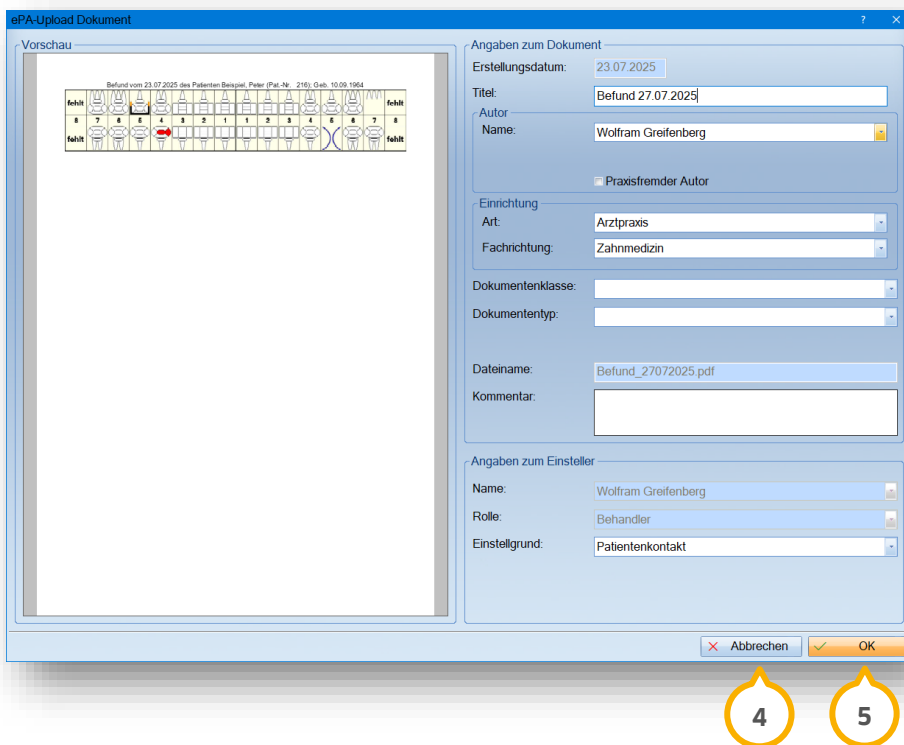 ePA-Upload Dokument
Vorschau
Befund vom 23.07.2025 des Patienten Beispiel, Peter (Pat.-Nr. 216); Geb. 10.09.1964
fehlt fehlt
8 7 6 5 4 3 2 1 1 2 3 4 5 6 7 8
fehlt fehlt
Angaben zum Dokument
Erstellungsdatum: 23.07.2025
Titel: Befund 27.07.2025
Autor
Name: Wolfram Greifenberg
Praxisfremder Autor
Einrichtung
Art: Arztpraxis
Fachrichtung: Zahnmedizin
Dokumentenklasse:
Dokumententyp:
Dateiname: Befund_27072025.pdf
Kommentar:
Angaben zum Einsteller
Name: Wolfram Greifenberg
Rolle: Behandler
Einstellgrund: Patientenkontakt
Abbrechen OK
4 5